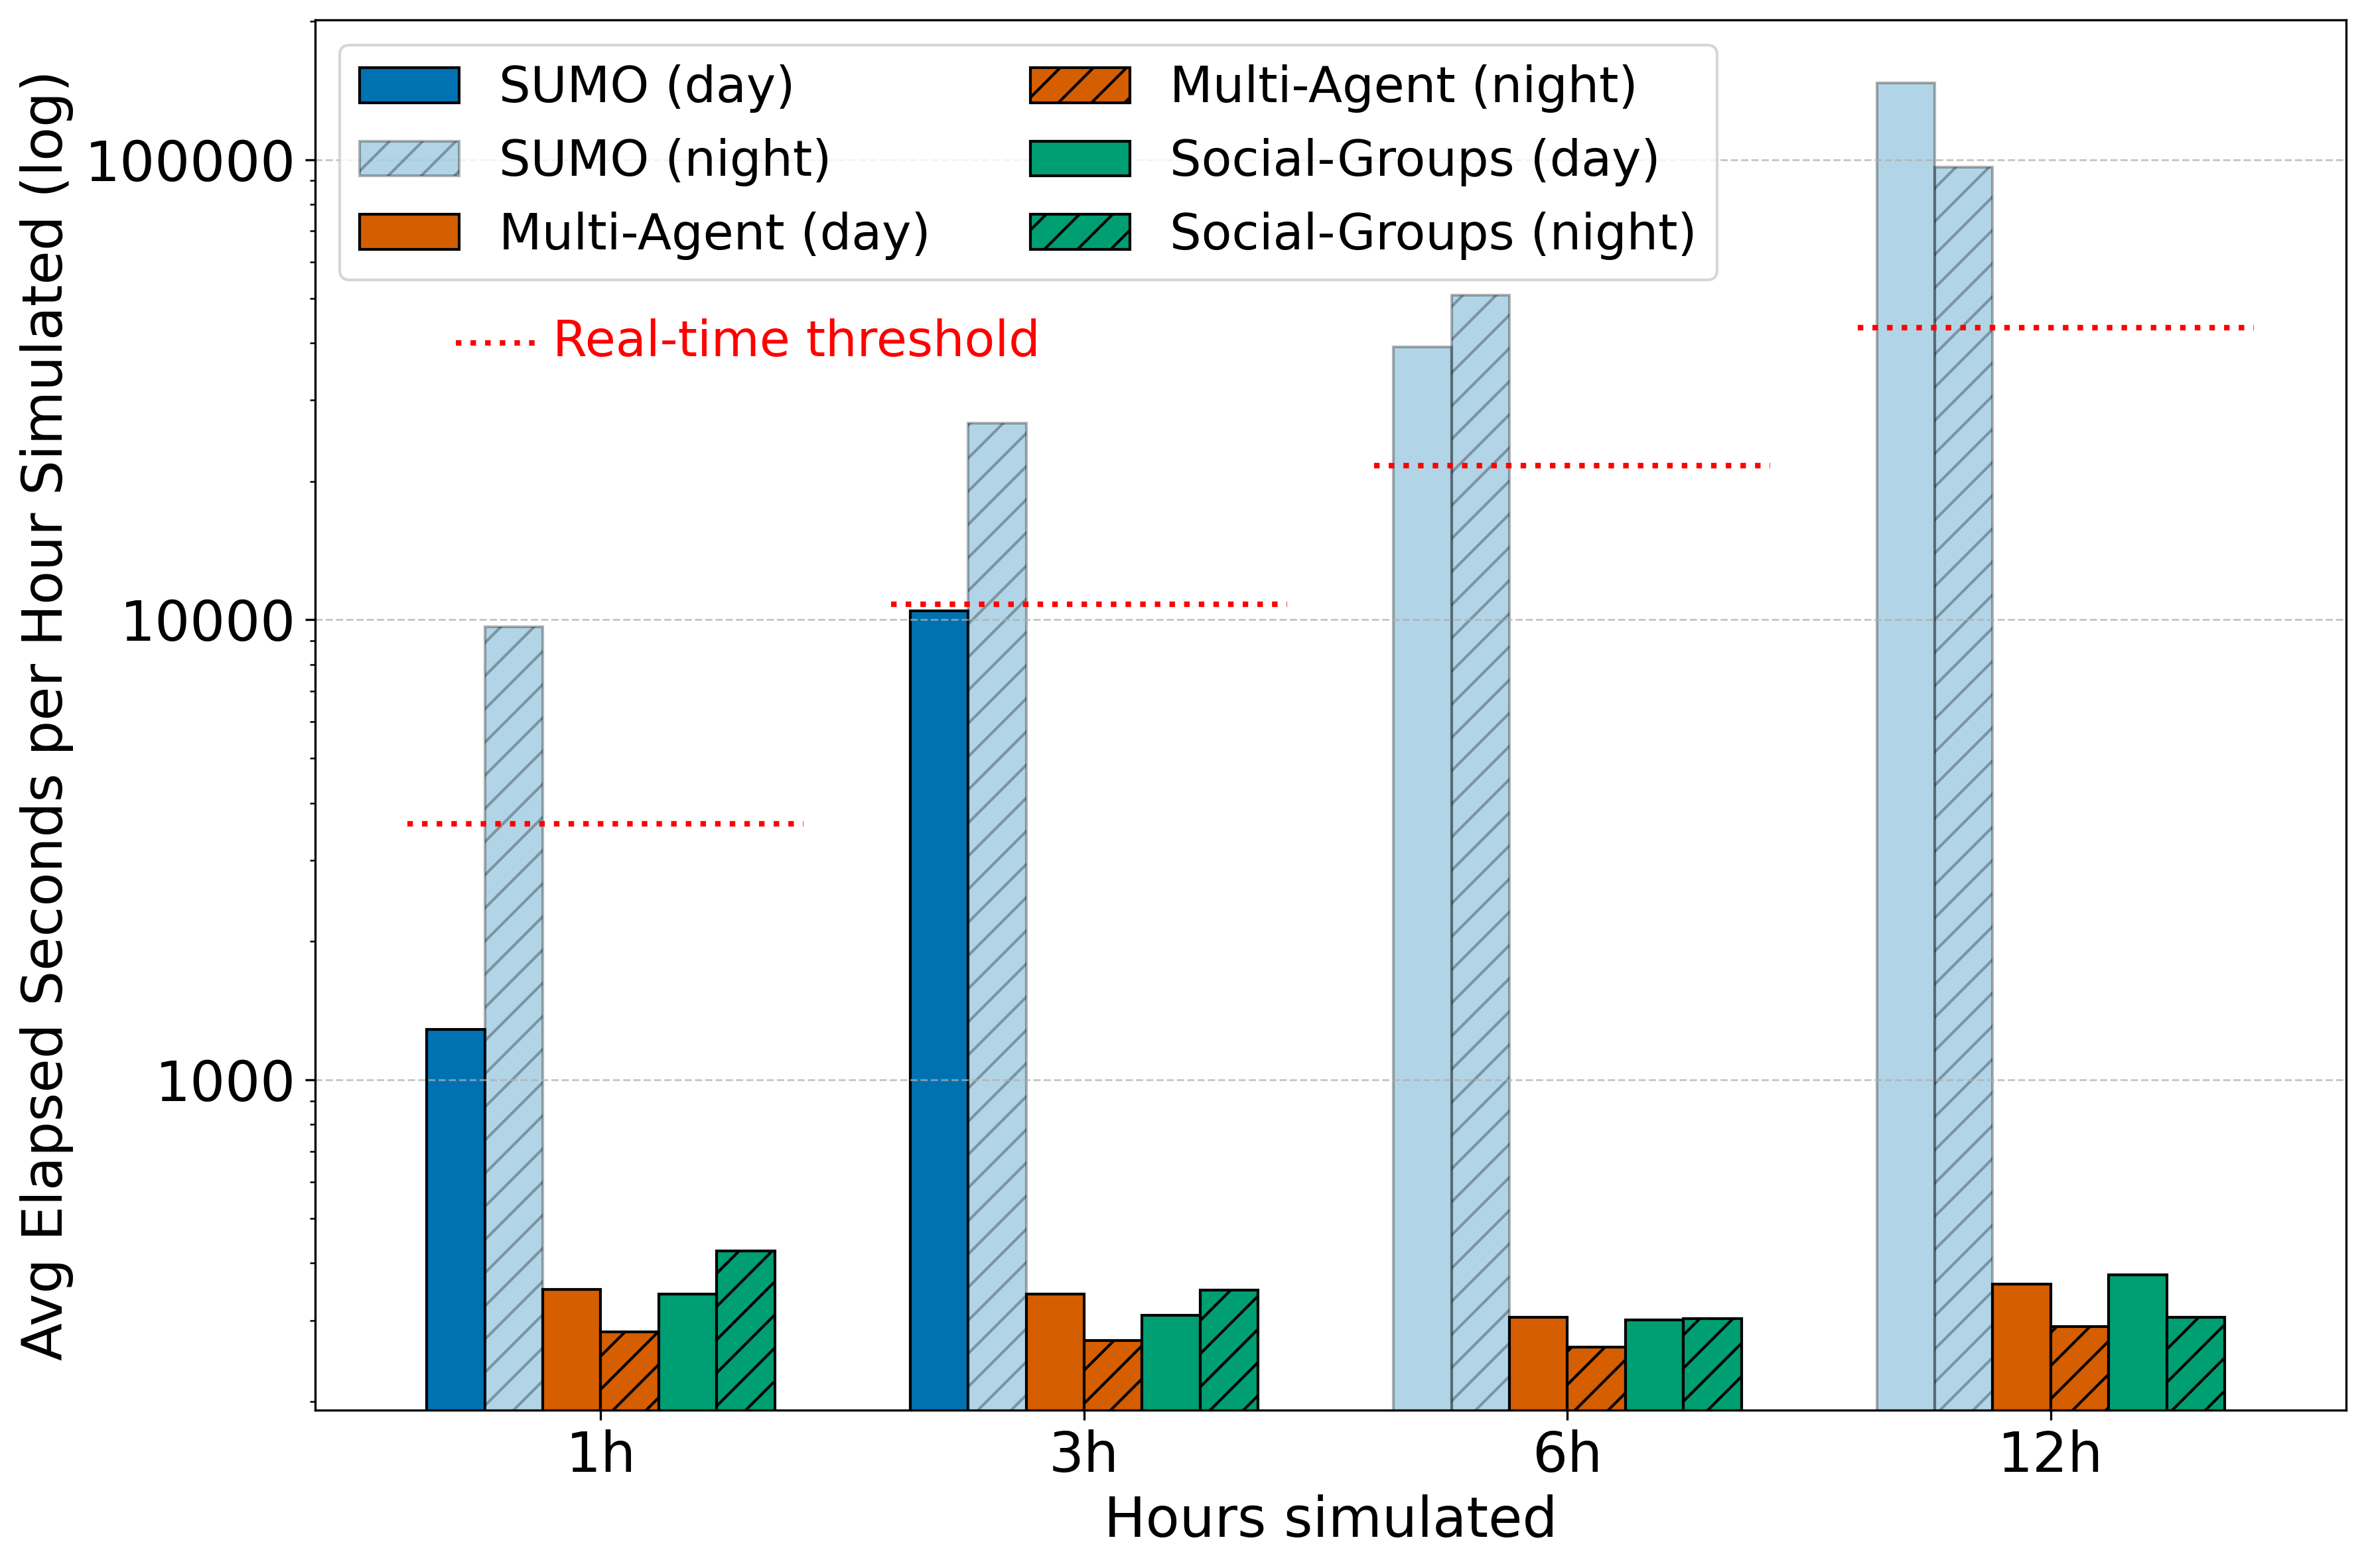 Avg Elapsed Seconds per Hour Simulated (log)
100000
10000
1000
SUMO (day)
SUMO (night)
Multi-Agent (day)
Multi-Agent (night)
Social-Groups (day)
Social-Groups (night)
Real-time threshold
1h
3h
6h
12h
Hours simulated